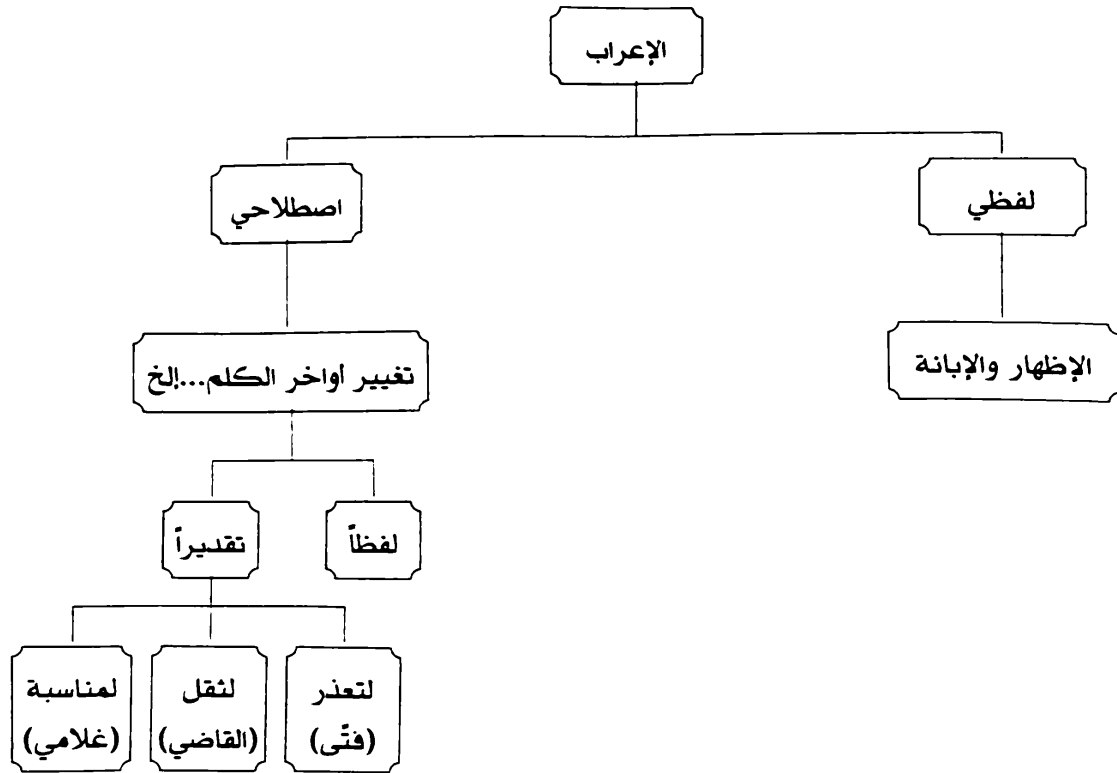 الإعراب
لفظي
اصطلاحي
الإظهار والإبانة
تغيير أواخر الكلم...إلخ
لفظاً
تقديراً
لتعذر
(فتًى)
لثقل
(القاضي)
لمناسبة
(غلامي)